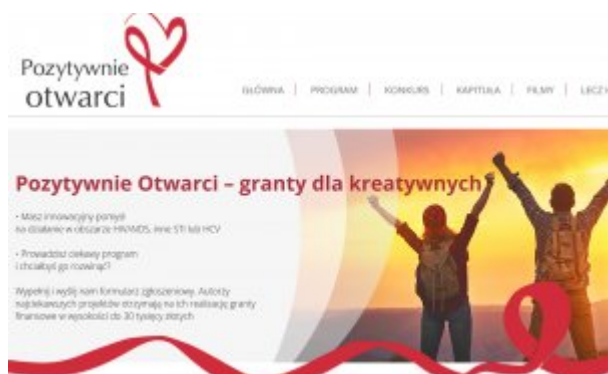 Pozytywnie
otwarci
GŁÓWNA | PROGRAM | KONKURS | KAPITUŁA | FILMY | LECZ
Pozytywnie Otwarci – granty dla kreatywnych
• Masz innowacyjny pomysł
na działanie w obszarze HIV/AIDS, inne STI lub HCV
• Prowadzisz ciekawy program
i chciałbyś go rozwinąć?
Wypełnij i wyślij nam formularz zgłoszeniowy. Autorzy
najciekawszych projektów otrzymają na ich realizację granty
finansowe w wysokości do 30 tysięcy złotych